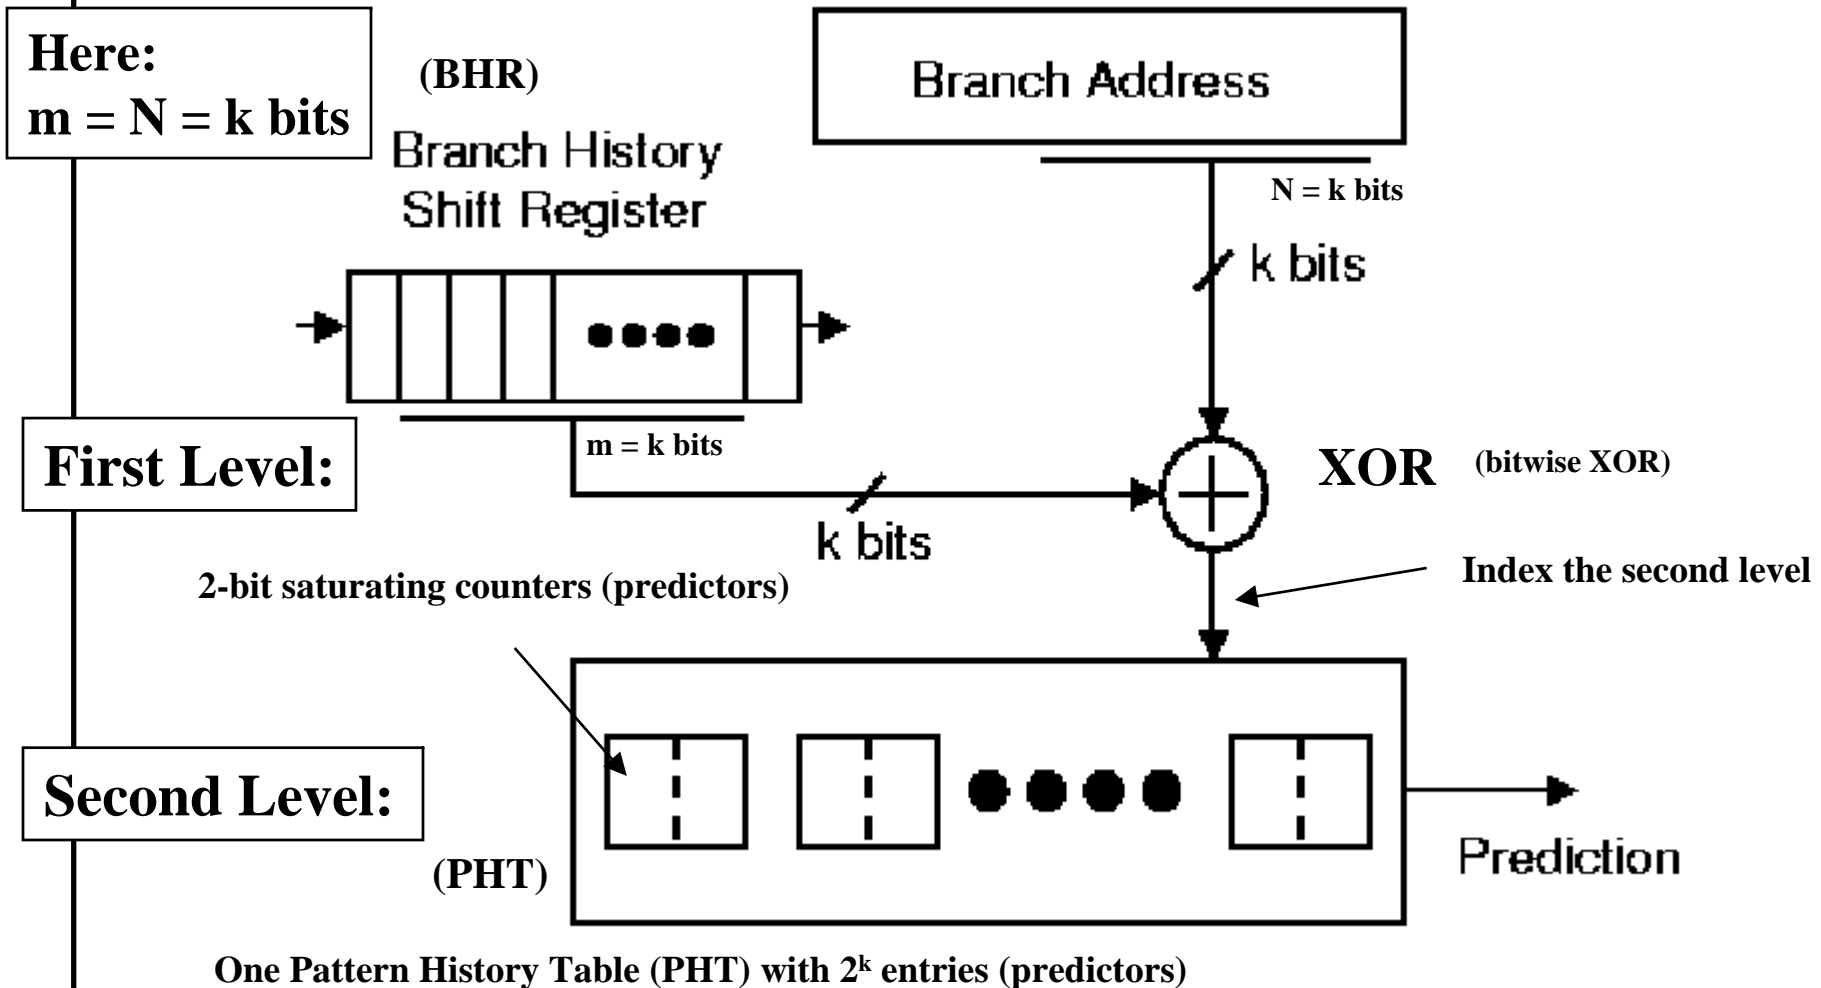 Here:
m = N = k bits
(BHR)
Branch History
Shift Register
Branch Address
N = k bits
k bits
m = k bits
First Level:
k bits
XOR
(bitwise XOR)
2-bit saturating counters (predictors)
Index the second level
Second Level:
(PHT)
Prediction
One Pattern History Table (PHT) with 2ᵏ entries (predictors)